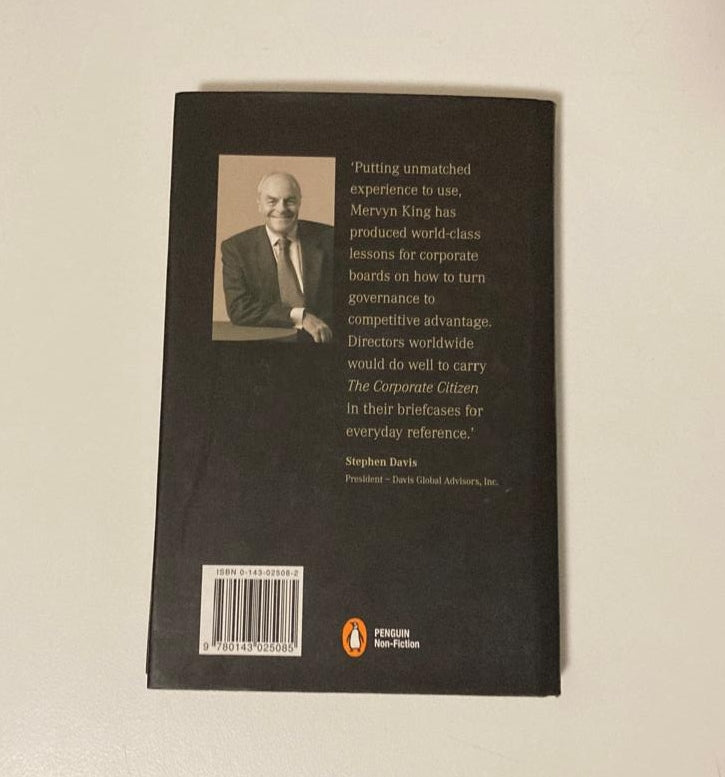 'Putting unmatched
experience to use,
Mervyn King has
produced world-class
lessons for corporate
boards on how to turn
governance to
competitive advantage.
Directors worldwide
would do well to carry
The Corporate Citizen
in their briefcases for
everyday reference.'
Stephen Davis
President – Davis Global Advisors, Inc.
ISBN 0-143-02508-2
9 780143 025085
PENGUIN
Non-Fiction